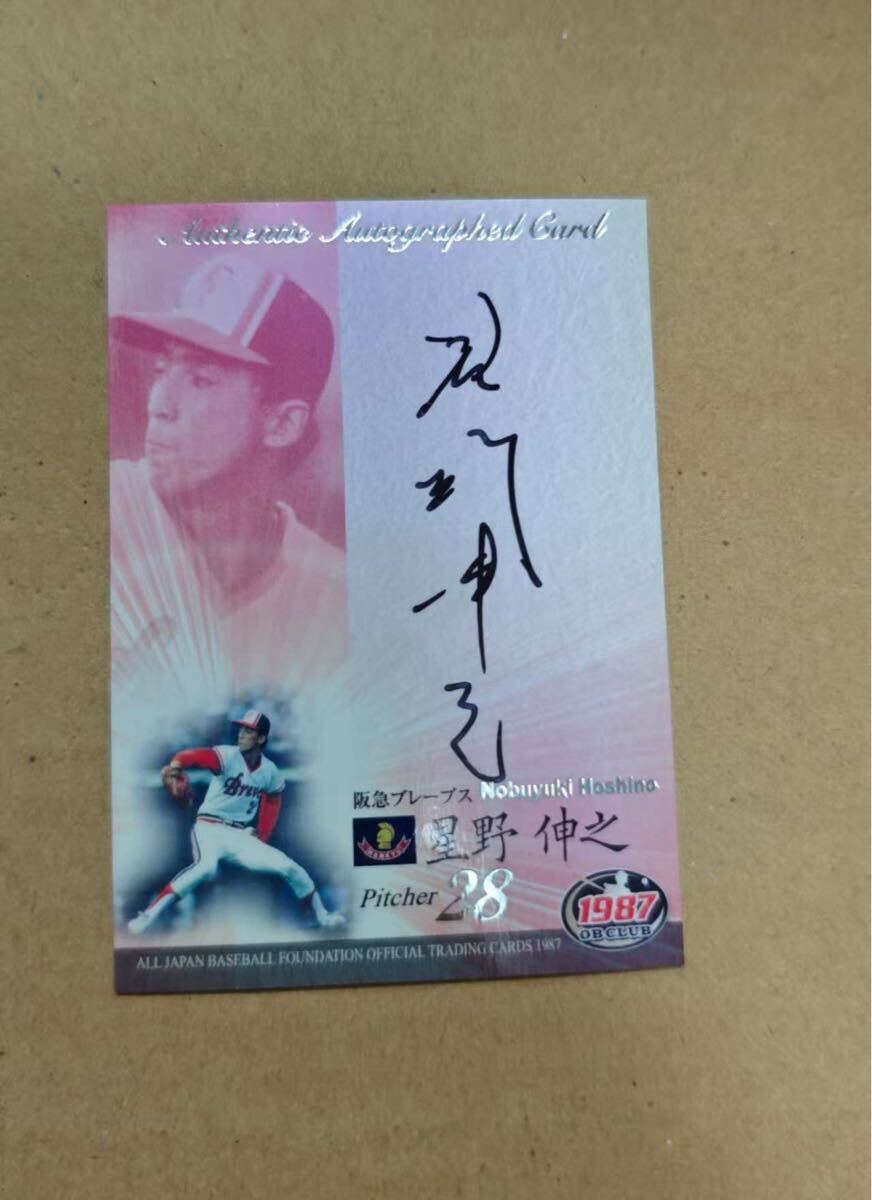 Authentic Autographed Card
星野伸之
阪急ブレーブス Nobuyuki Hoshino
星野 伸之
Pitcher 28
1987
OB CLUB
ALL JAPAN BASEBALL FOUNDATION OFFICIAL TRADING CARDS 1987